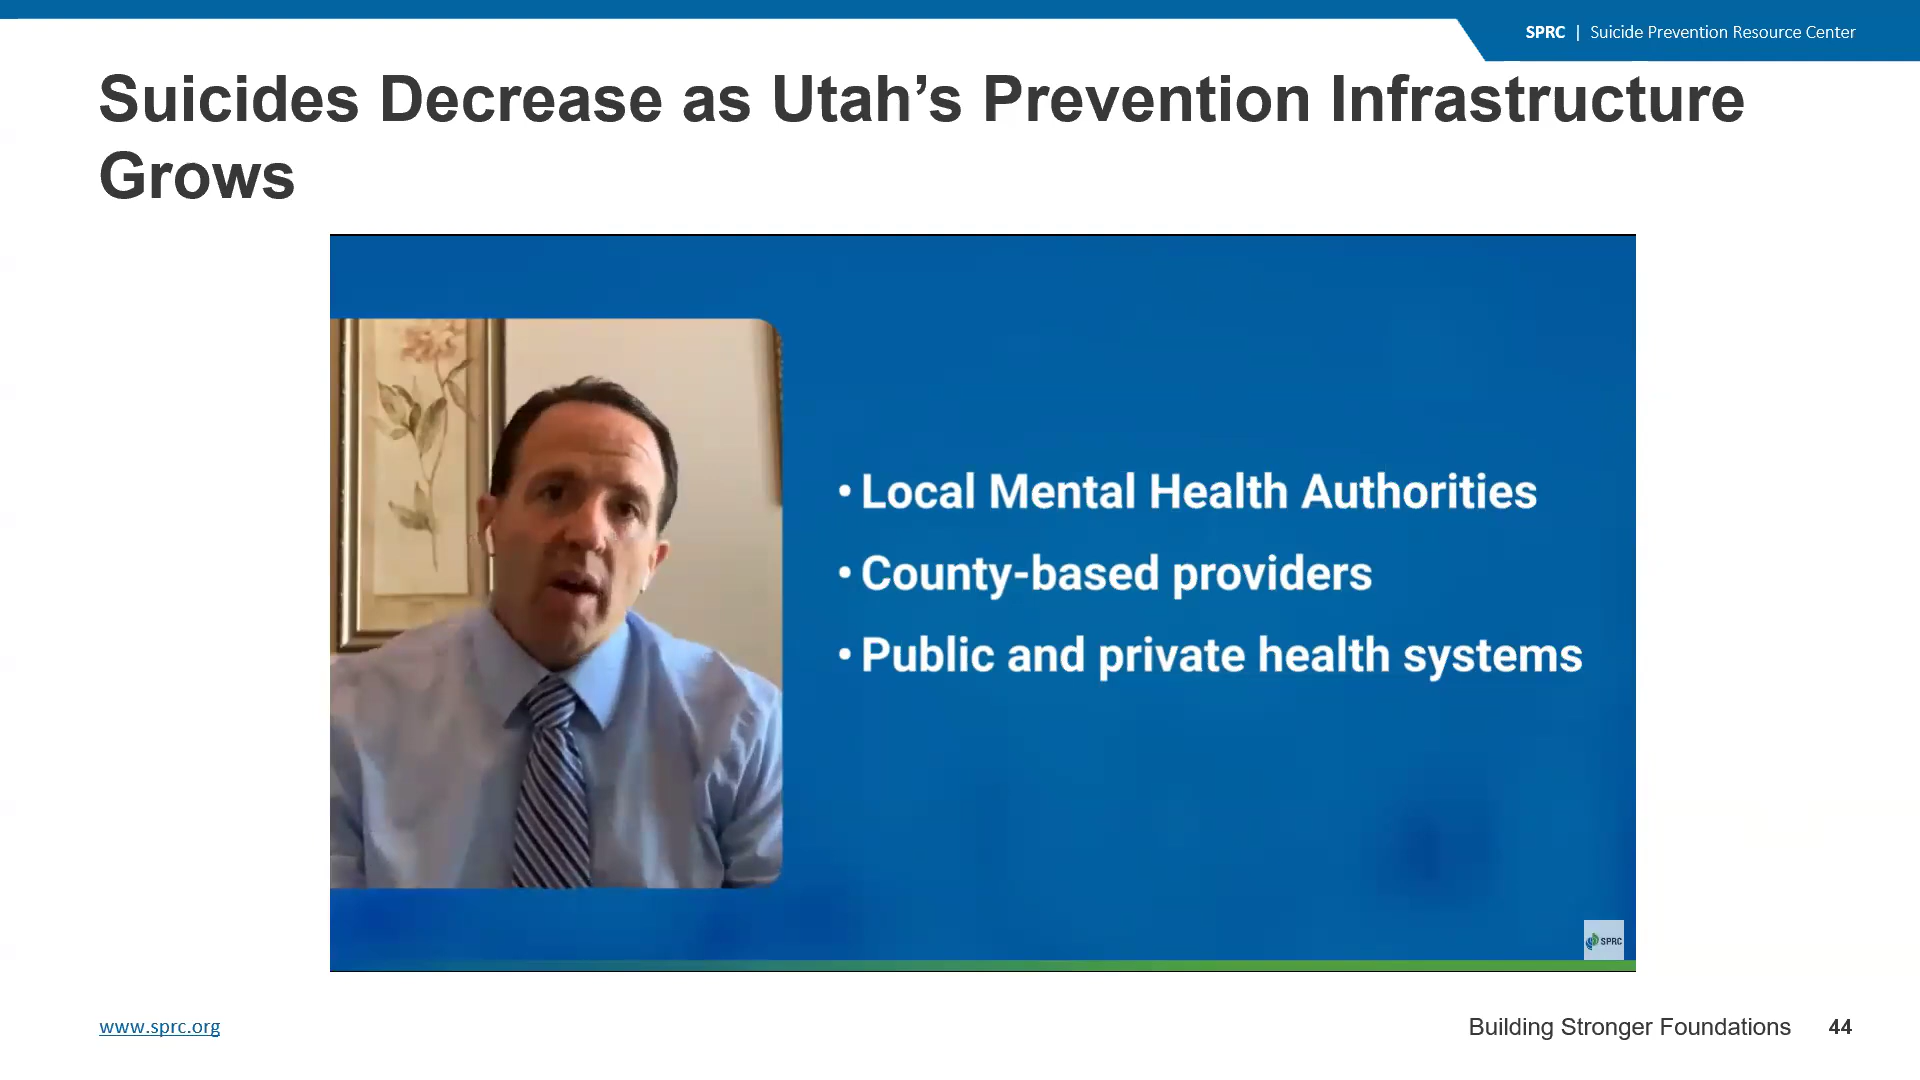 SPRC | Suicide Prevention Resource Center
Suicides Decrease as Utah’s Prevention Infrastructure
Grows
• Local Mental Health Authorities
• County-based providers
• Public and private health systems
SPRC
www.sprc.org
Building Stronger Foundations 44